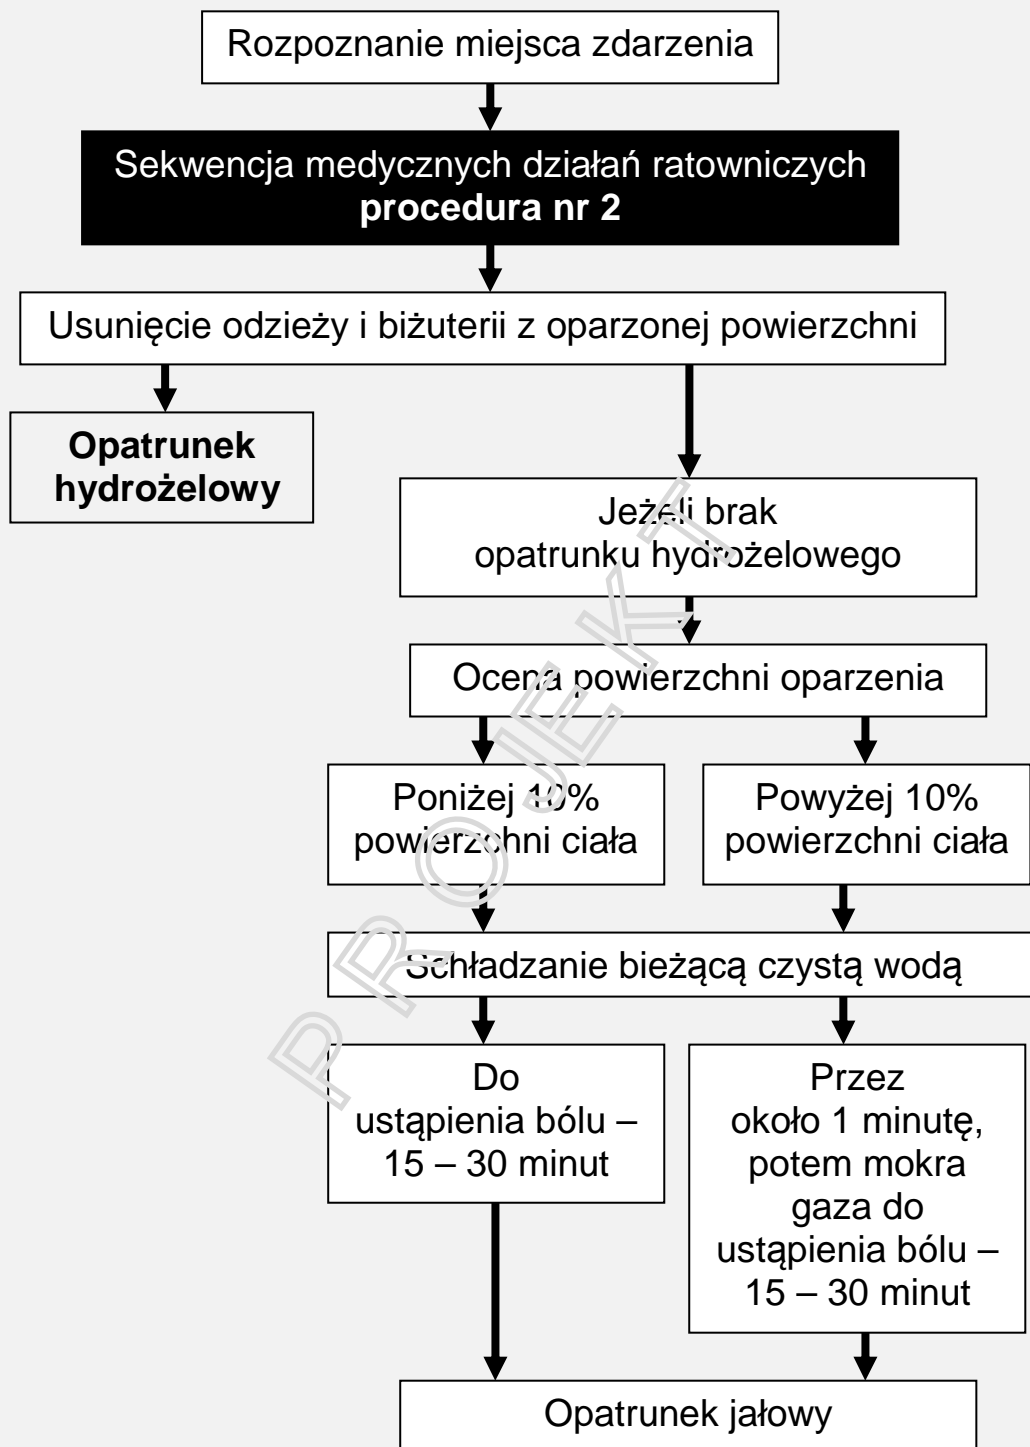 Rozpoznanie miejsca zdarzenia
Sekwencja medycznych działań ratowniczych
procedura nr 2
Usunięcie odzieży i biżuterii z oparzonej powierzchni
Opatrunek
hydrożelowy
Jeżeli brak
opatrunku hydrożelowego
Ocena powierzchni oparzenia
Poniżej 10%
powierzchni ciała
Powyżej 10%
powierzchni ciała
Schładzanie bieżącą czystą wodą
Do
ustąpienia bólu –
15 – 30 minut
Przez
około 1 minutę,
potem mokra
gaza do
ustąpienia bólu –
15 – 30 minut
Opatrunek jałowy
PROJEKT